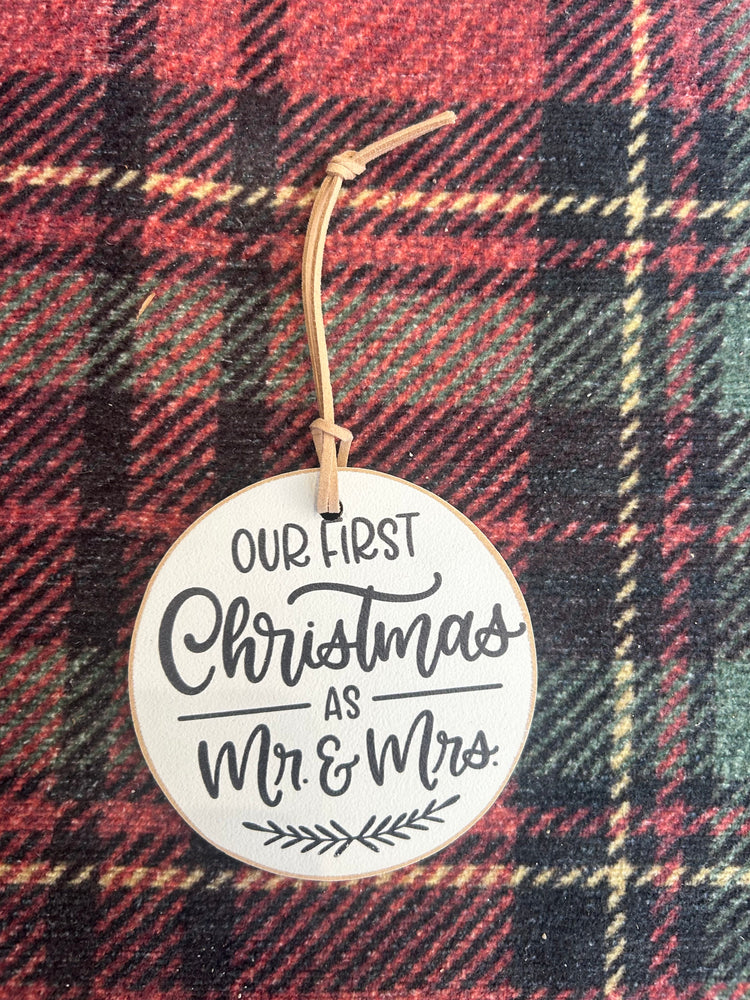 OUR FIRST
Christmas
AS
Mr. & Mrs.